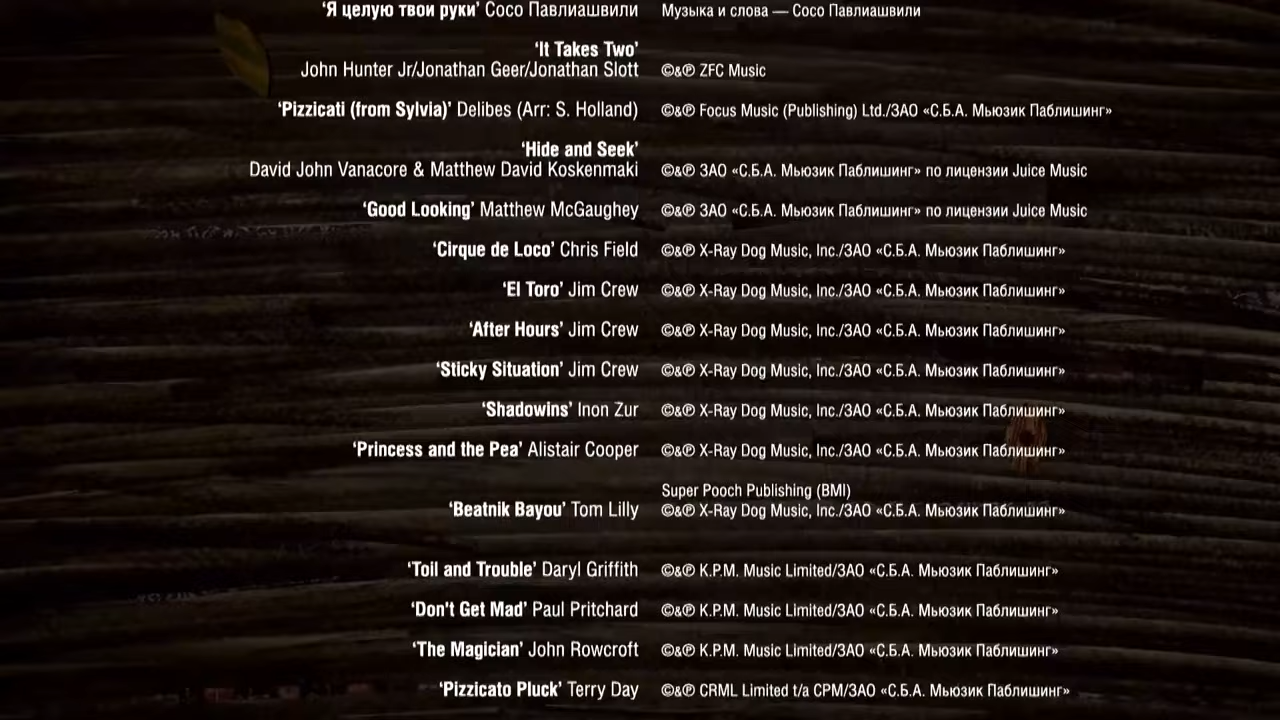 'Я целую твои руки' Сосо Павлиашвили Музыка и слова — Сосо Павлиашвили
'It Takes Two'
John Hunter Jr/Jonathan Geer/Jonathan Slott ©&℗ ZFC Music
'Pizzicati (from Sylvia)' Delibes (Arr: S. Holland) ©&℗ Focus Music (Publishing) Ltd./ЗАО «С.Б.А. Мьюзик Паблишинг»
'Hide and Seek'
David John Vanacore & Matthew David Koskenmaki ©&℗ ЗАО «С.Б.А. Мьюзик Паблишинг» по лицензии Juice Music
'Good Looking' Matthew McGaughey ©&℗ ЗАО «С.Б.А. Мьюзик Паблишинг» по лицензии Juice Music
'Cirque de Loco' Chris Field ©&℗ X-Ray Dog Music, Inc./ЗАО «С.Б.А. Мьюзик Паблишинг»
'El Toro' Jim Crew ©&℗ X-Ray Dog Music, Inc./ЗАО «С.Б.А. Мьюзик Паблишинг»
'After Hours' Jim Crew ©&℗ X-Ray Dog Music, Inc./ЗАО «С.Б.А. Мьюзик Паблишинг»
'Sticky Situation' Jim Crew ©&℗ X-Ray Dog Music, Inc./ЗАО «С.Б.А. Мьюзик Паблишинг»
'Shadowins' Inon Zur ©&℗ X-Ray Dog Music, Inc./ЗАО «С.Б.А. Мьюзик Паблишинг»
'Princess and the Pea' Alistair Cooper ©&℗ X-Ray Dog Music, Inc./ЗАО «С.Б.А. Мьюзик Паблишинг»
Super Pooch Publishing (BMI)
'Beatnik Bayou' Tom Lilly ©&℗ X-Ray Dog Music, Inc./ЗАО «С.Б.А. Мьюзик Паблишинг»
'Toil and Trouble' Daryl Griffith ©&℗ K.P.M. Music Limited/ЗАО «С.Б.А. Мьюзик Паблишинг»
'Don't Get Mad' Paul Pritchard ©&℗ K.P.M. Music Limited/ЗАО «С.Б.А. Мьюзик Паблишинг»
'The Magician' John Rowcroft ©&℗ K.P.M. Music Limited/ЗАО «С.Б.А. Мьюзик Паблишинг»
'Pizzicato Pluck' Terry Day ©&℗ CRML Limited t/a CPM/ЗАО «С.Б.А. Мьюзик Паблишинг»